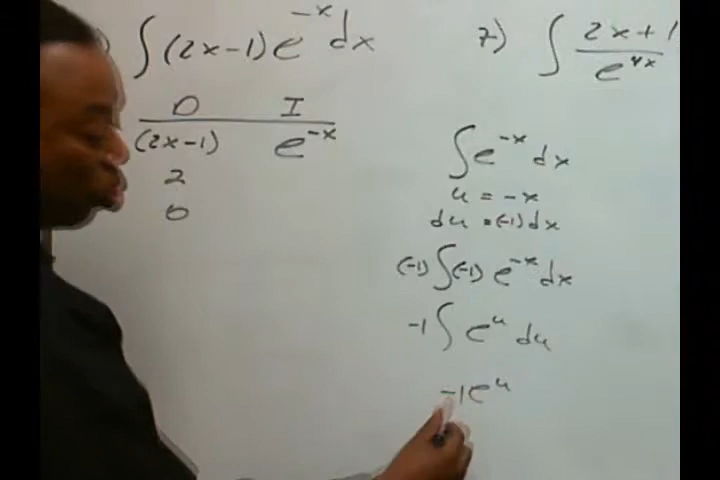 ) ∫ (2x-1) e^{-x} dx
D I
(2x-1) e^{-x}
2
0
7) ∫ \frac{2x+1}{e^{4x}}
∫ e^{-x} dx
u = -x
du = (-1) dx
(-1) ∫ (-1) e^{-x} dx
-1 ∫ e^u du
-1e^u